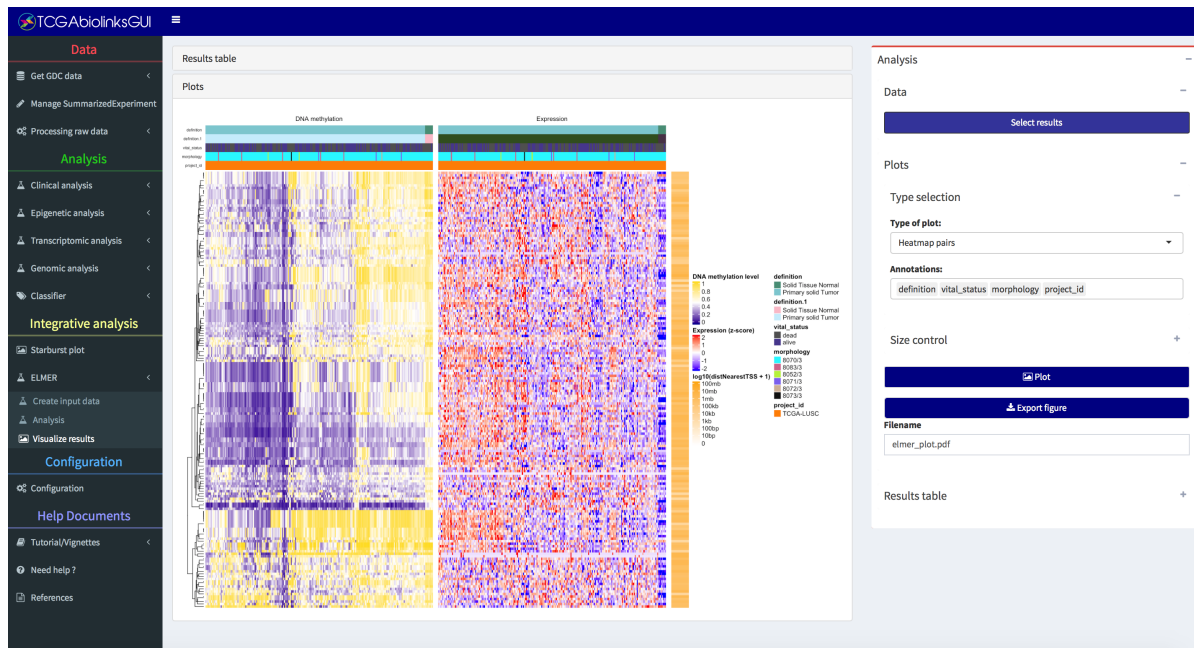 TCGAbiolinksGUI
Data
Get GDC data
Manage SummarizedExperiment
Processing raw data
Analysis
Clinical analysis
Epigenetic analysis
Transcriptomic analysis
Genomic analysis
Classifier
Integrative analysis
Starburst plot
ELMER
Create input data
Analysis
Visualize results
Configuration
Configuration
Help Documents
Tutorial/Vignettes
Need help ?
References
Results table
Plots
DNA methylation
Expression
definition
definition.1
vital_status
morphology
project_id
DNA methylation level
1
0.8
0.6
0.4
0.2
0
Expression (z-score)
2
1
0
-1
-2
log10(distNearestTSS + 1)
100mb
10mb
1mb
100kb
10kb
1kb
100bp
10bp
0
definition
Solid Tissue Normal
Primary solid Tumor
definition.1
Solid Tissue Normal
Primary solid Tumor
vital_status
dead
alive
morphology
8070/3
8083/3
8052/3
8071/3
8072/3
8073/3
project_id
TCGA-LUSC
Analysis
Data
Select results
Plots
Type selection
Type of plot:
Heatmap pairs
Annotations:
definition vital_status morphology project_id
Size control
Plot
Export figure
Filename
elmer_plot.pdf
Results table